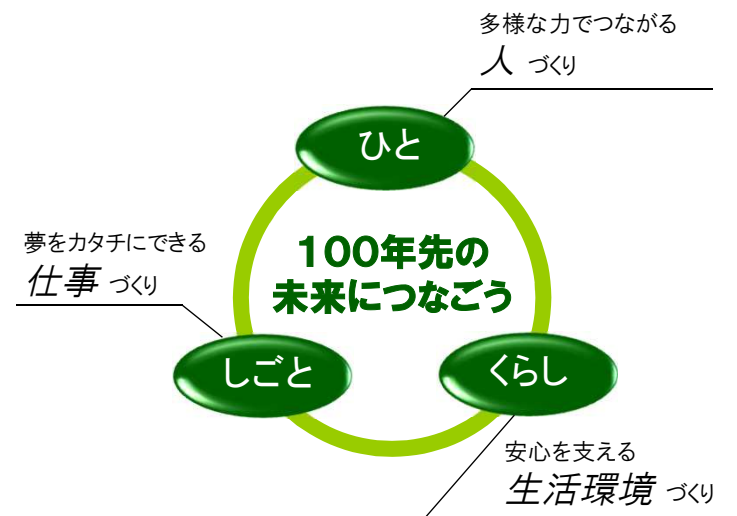 多様な力でつながる
人 づくり
ひと
夢をカタチにできる
仕事 づくり
100年先の
未来につなごう
しごと
くらし
安心を支える
生活環境 づくり